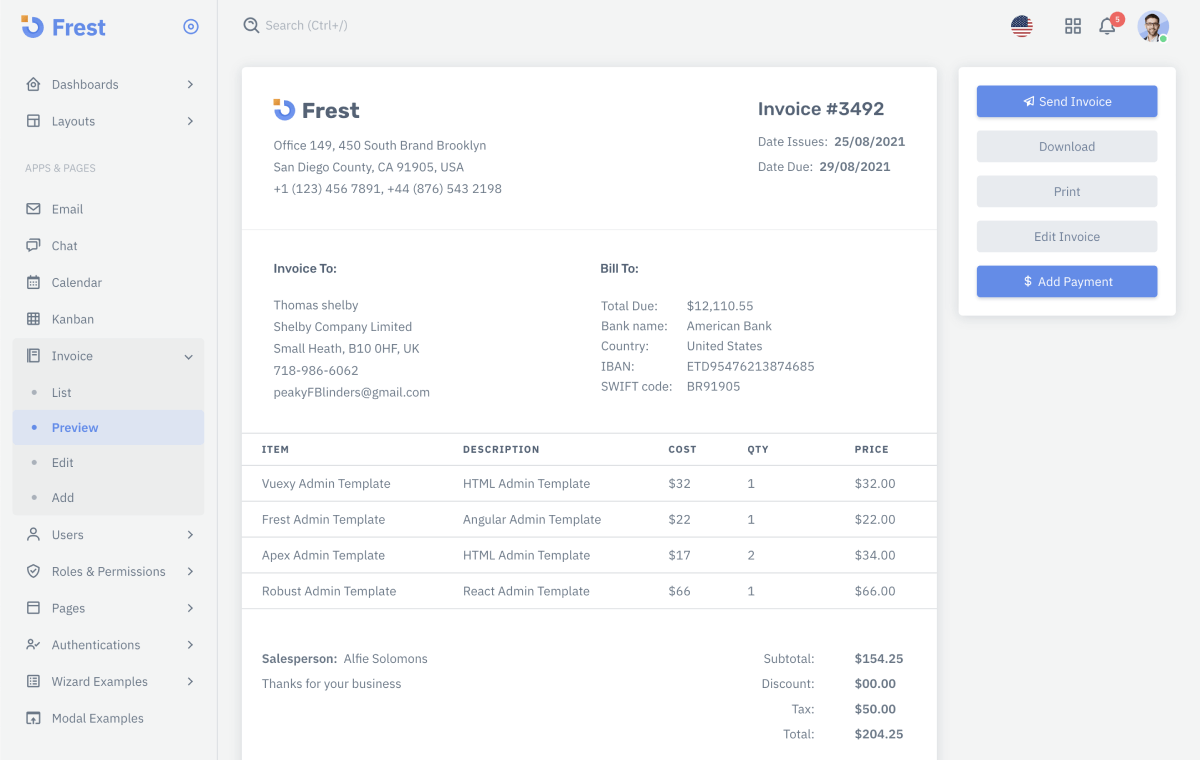 Frest
Search (Ctrl+/)
5
Dashboards
Layouts
APPS & PAGES
Email
Chat
Calendar
Kanban
Invoice
List
Preview
Edit
Add
Users
Roles & Permissions
Pages
Authentications
Wizard Examples
Modal Examples
Frest
Office 149, 450 South Brand Brooklyn
San Diego County, CA 91905, USA
+1 (123) 456 7891, +44 (876) 543 2198
Invoice #3492
Date Issues: 25/08/2021
Date Due: 29/08/2021
Invoice To:
Thomas shelby
Shelby Company Limited
Small Heath, B10 0HF, UK
718-986-6062
peakyFBlinders@gmail.com
Bill To:
Total Due: $12,110.55
Bank name: American Bank
Country: United States
IBAN: ETD95476213874685
SWIFT code: BR91905
ITEM DESCRIPTION COST QTY PRICE
Vuexy Admin Template HTML Admin Template $32 1 $32.00
Frest Admin Template Angular Admin Template $22 1 $22.00
Apex Admin Template HTML Admin Template $17 2 $34.00
Robust Admin Template React Admin Template $66 1 $66.00
Salesperson: Alfie Solomons
Thanks for your business
Subtotal: $154.25
Discount: $00.00
Tax: $50.00
Total: $204.25
Send Invoice
Download
Print
Edit Invoice
$ Add Payment